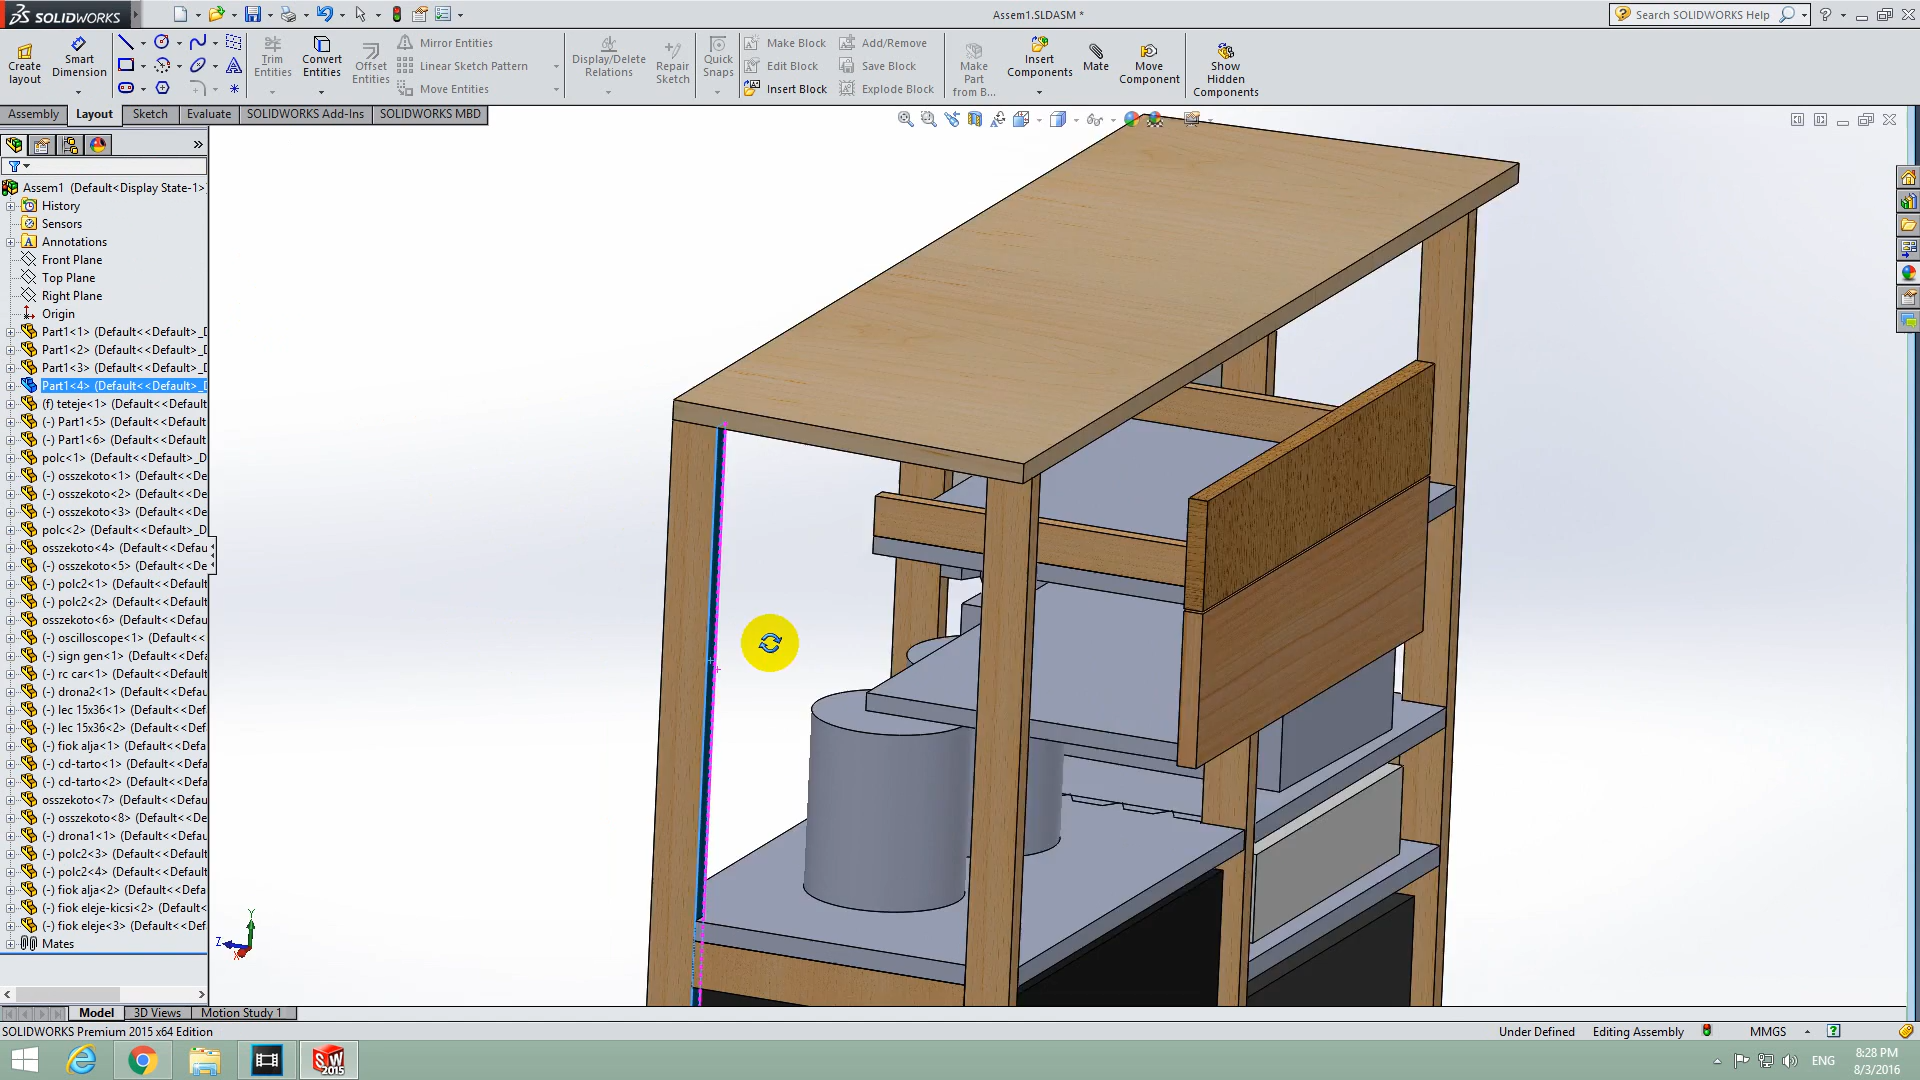 SOLIDWORKS
Assem1.SLDASM *
Search SOLIDWORKS Help
Create layout
Smart Dimension
Trim Entities
Convert Entities
Offset Entities
Mirror Entities
Linear Sketch Pattern
Move Entities
Display/Delete Relations
Repair Sketch
Quick Snaps
Make Block
Edit Block
Insert Block
Add/Remove
Save Block
Explode Block
Make Part from B...
Insert Components
Mate
Move Component
Show Hidden Components
Assembly Layout Sketch Evaluate SOLIDWORKS Add-Ins SOLIDWORKS MBD
Assem1 (Default<Display State-1>
History
Sensors
Annotations
Front Plane
Top Plane
Right Plane
Origin
Part1<1> (Default<<Default>_D
Part1<2> (Default<<Default>_D
Part1<3> (Default<<Default>_D
Part1<4> (Default<<Default>_D
(f) teteje<1> (Default<<Default
(-) Part1<5> (Default<<Default
(-) Part1<6> (Default<<Default
polc<1> (Default<<Default>_D
(-) osszekoto<1> (Default<<De
(-) osszekoto<2> (Default<<De
(-) osszekoto<3> (Default<<De
polc<2> (Default<<Default>_D
osszekoto<4> (Default<<Defau
(-) osszekoto<5> (Default<<De
(-) polc2<1> (Default<<Default
(-) polc2<2> (Default<<Default
osszekoto<6> (Default<<Defau
(-) oscilloscope<1> (Default<<
(-) sign gen<1> (Default<<Def
(-) rc car<1> (Default<<Default
(-) drona2<1> (Default<<Defau
(-) lec 15x36<1> (Default<<Def
(-) lec 15x36<2> (Default<<Def
(-) fiok alja<1> (Default<<Defa
(-) cd-tarto<1> (Default<<Defa
(-) cd-tarto<2> (Default<<Defa
osszekoto<7> (Default<<Defau
(-) osszekoto<8> (Default<<De
(-) drona1<1> (Default<<Defau
(-) polc2<3> (Default<<Default
(-) polc2<4> (Default<<Default
(-) fiok alja<2> (Default<<Defa
(-) fiok eleje-kicsi<2> (Default<
(-) fiok eleje<3> (Default<<Def
Mates
Y
Z
X
Model 3D Views Motion Study 1
SOLIDWORKS Premium 2015 x64 Edition
Under Defined Editing Assembly MMGS
SW 2015
ENG
8:28 PM
8/3/2016